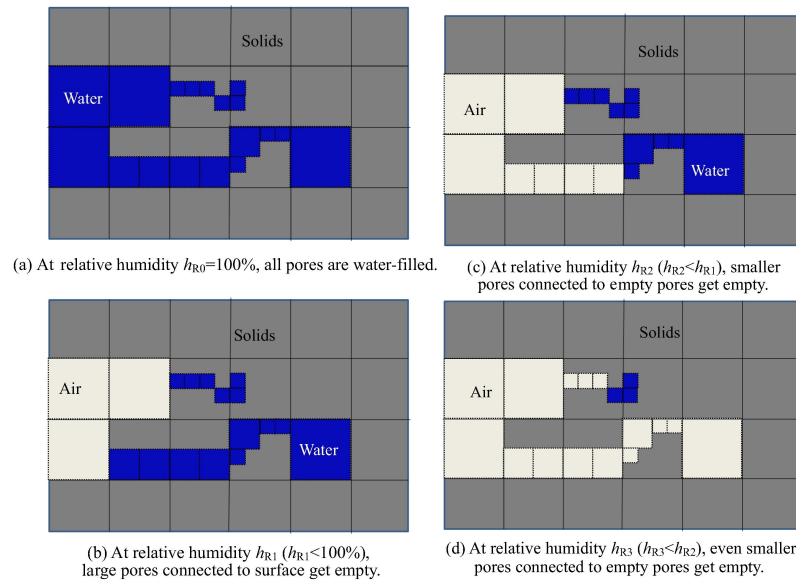 Solids
Water
(a) At relative humidity hR0=100%, all pores are water-filled.
Solids
Air
Water
(c) At relative humidity hR2 (hR2<hR1), smaller
pores connected to empty pores get empty.
Solids
Air
Water
(b) At relative humidity hR1 (hR1<100%),
large pores connected to surface get empty.
Solids
Air
(d) At relative humidity hR3 (hR3<hR2), even smaller
pores connected to empty pores get empty.